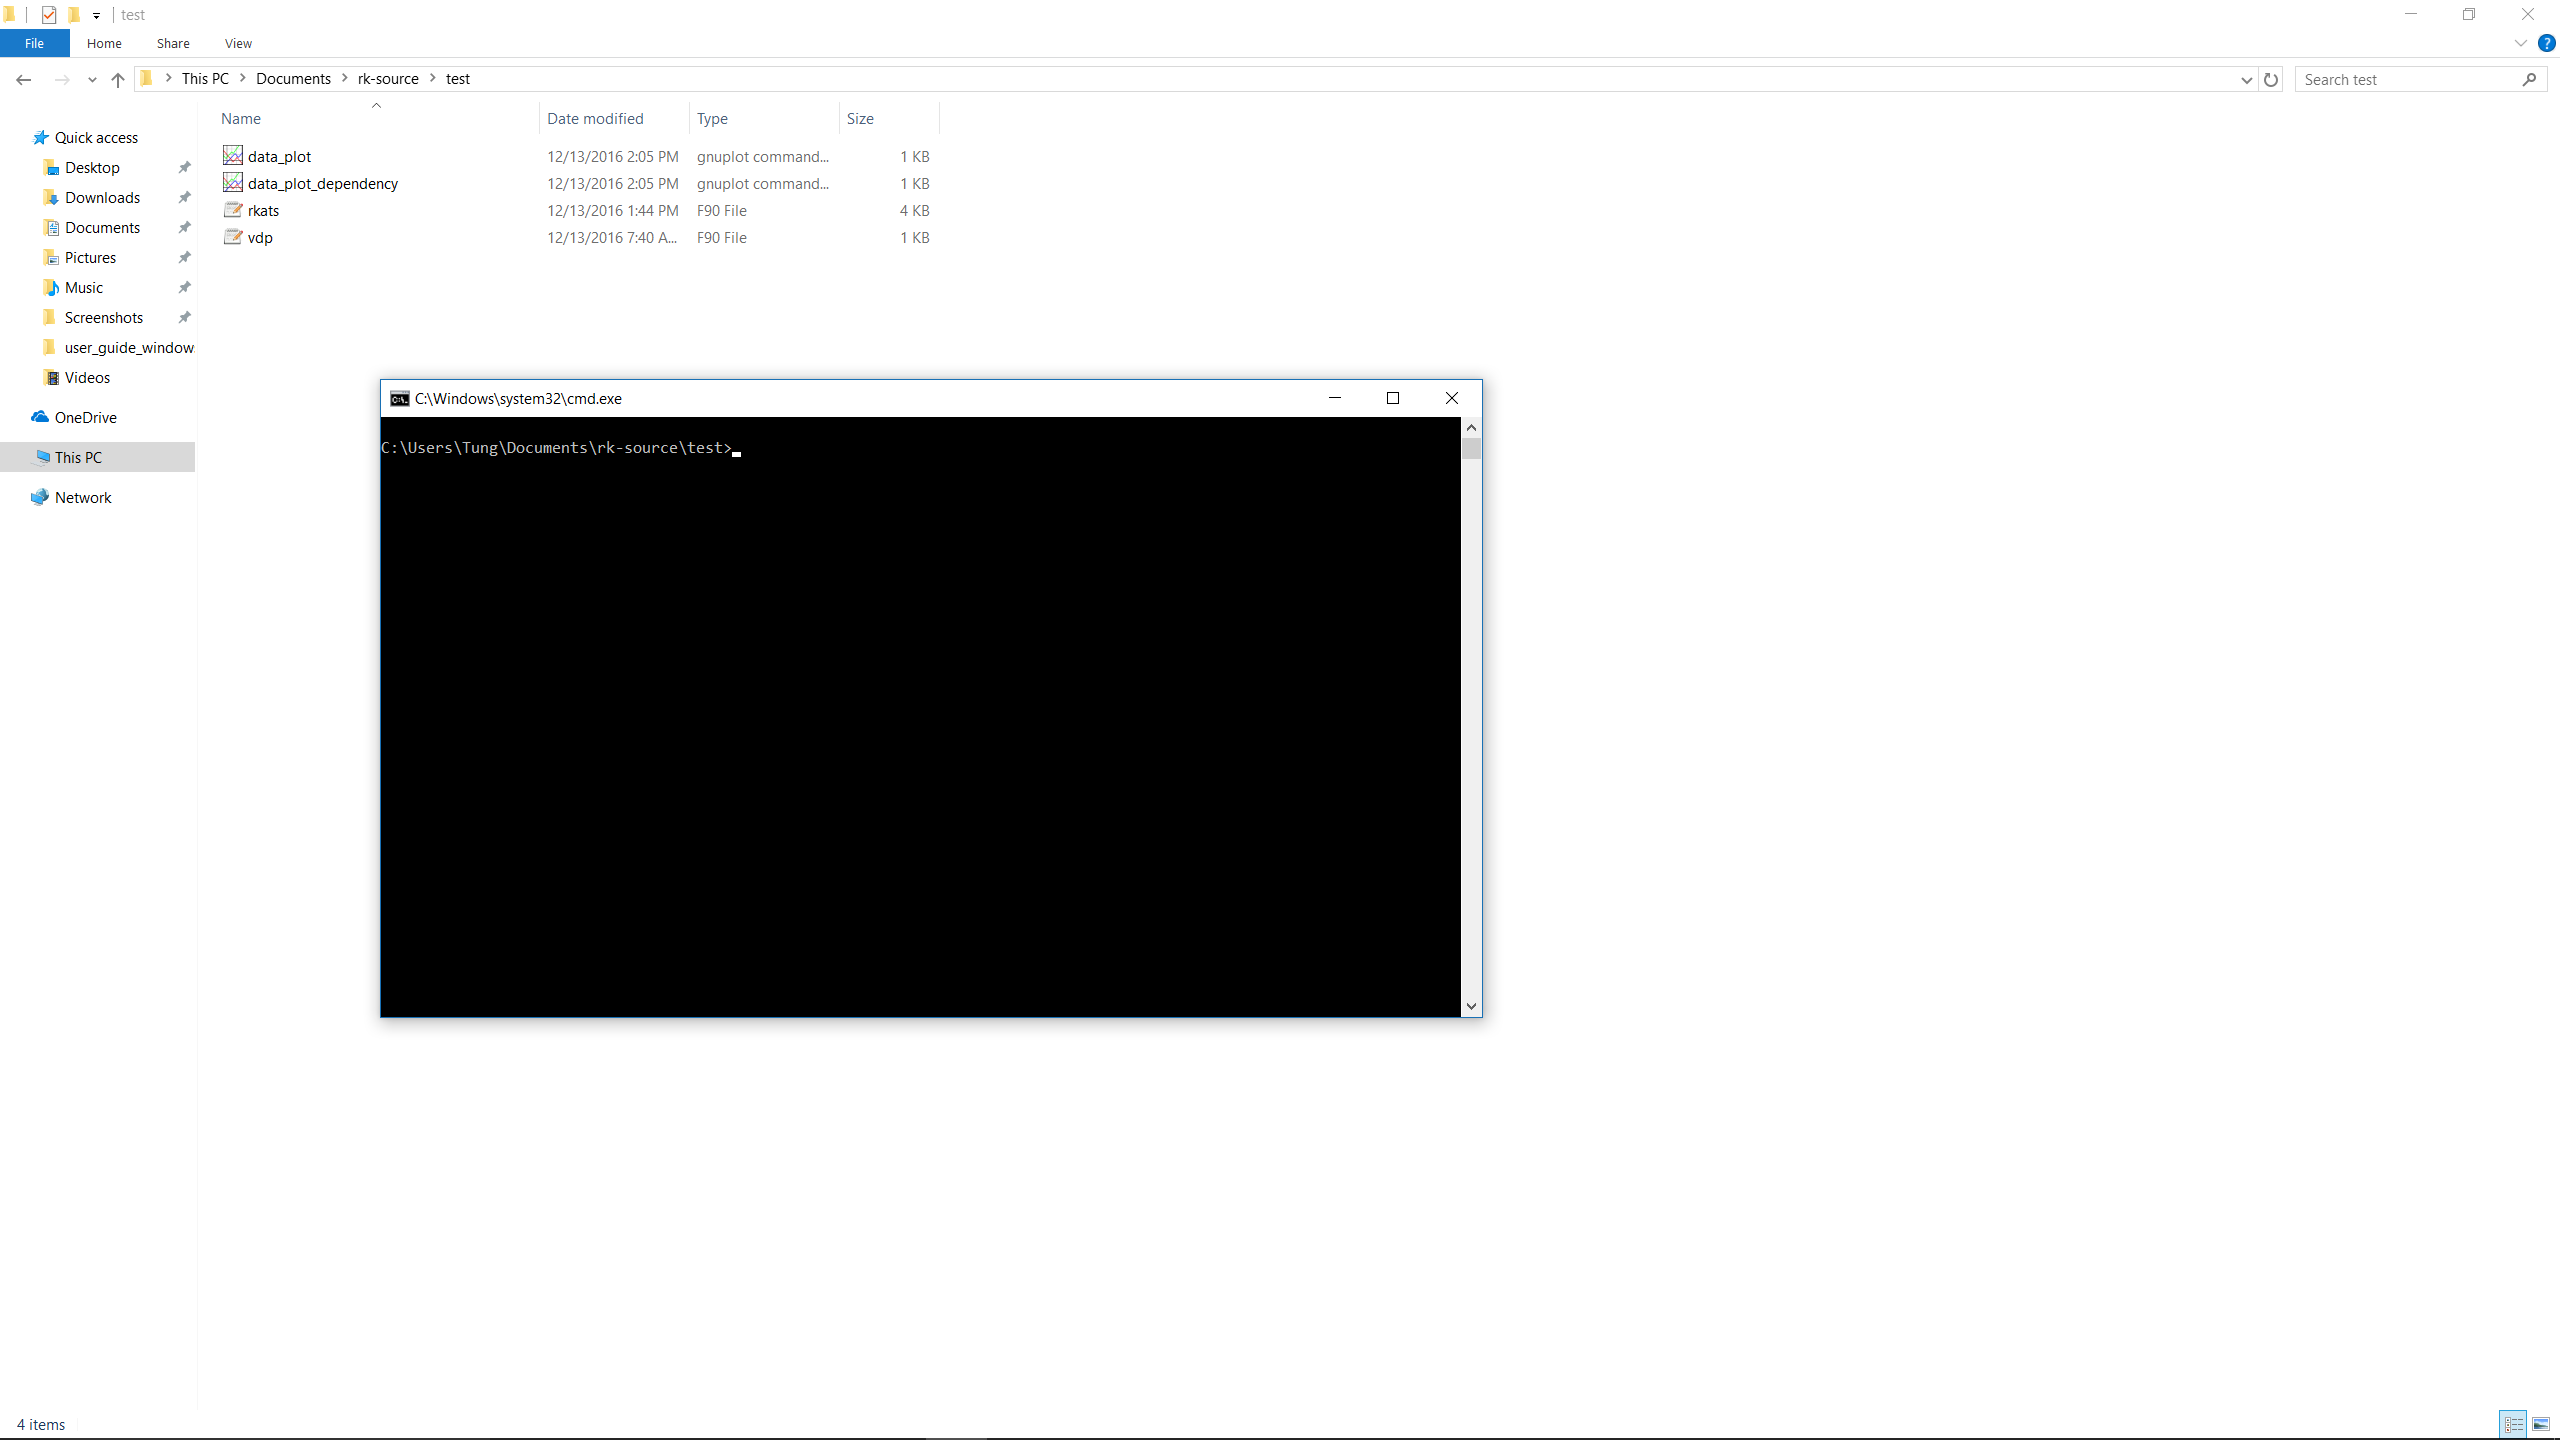 test
File Home Share View
This PC Documents rk-source test
Search test
Name Date modified Type Size
data_plot 12/13/2016 2:05 PM gnuplot command... 1 KB
data_plot_dependency 12/13/2016 2:05 PM gnuplot command... 1 KB
rkats 12/13/2016 1:44 PM F90 File 4 KB
vdp 12/13/2016 7:40 A... F90 File 1 KB
Quick access
Desktop
Downloads
Documents
Pictures
Music
Screenshots
user_guide_window
Videos
OneDrive
This PC
Network
C:\Windows\system32\cmd.exe
C:\Users\Tung\Documents\rk-source\test>
4 items